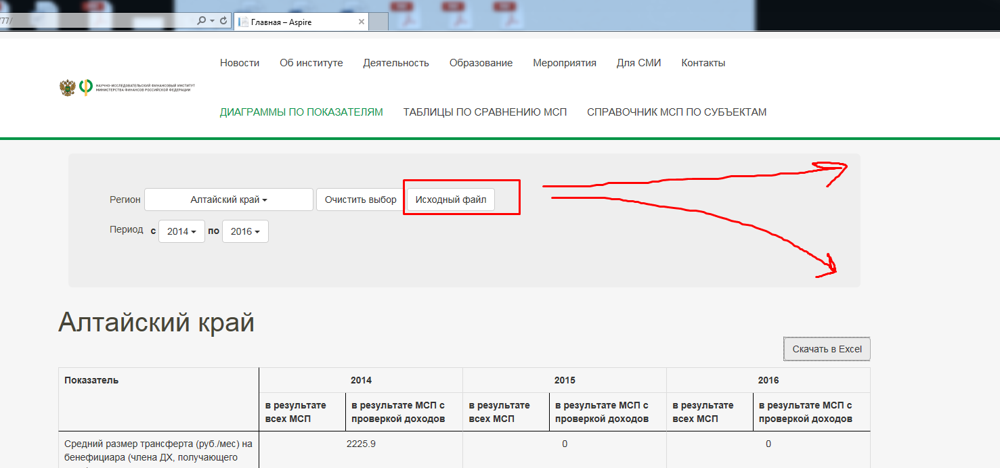 77/
Главная – Aspire
Новости Об институте Деятельность Образование Мероприятия Для СМИ Контакты
НАУЧНО-ИССЛЕДОВАТЕЛЬСКИЙ ФИНАНСОВЫЙ ИНСТИТУТ
МИНИСТЕРСТВА ФИНАНСОВ РОССИЙСКОЙ ФЕДЕРАЦИИ
ДИАГРАММЫ ПО ПОКАЗАТЕЛЯМ ТАБЛИЦЫ ПО СРАВНЕНИЮ МСП СПРАВОЧНИК МСП ПО СУБЪЕКТАМ
Регион Алтайский край Очистить выбор Исходный файл
Период с 2014 по 2016
Алтайский край
Скачать в Excel
Показатель 2014 2015 2016
в результате всех МСП в результате МСП с проверкой доходов в результате всех МСП в результате МСП с проверкой доходов в результате всех МСП в результате МСП с проверкой доходов
Средний размер трансферта (руб./мес) на 2225.9 0 0
бенефициара (члена ДХ, получающего